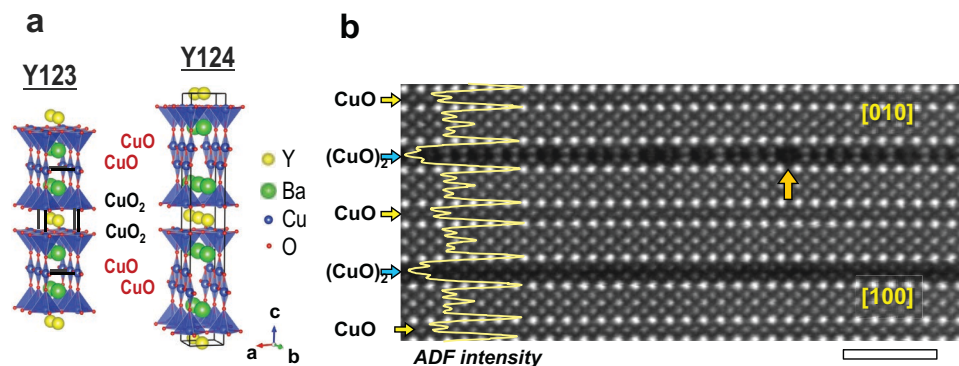 a
Y123
Y124
CuO
CuO
CuO2
CuO2
CuO
CuO
Y
Ba
Cu
O
c
a
b
b
CuO
(CuO)2
CuO
(CuO)2
CuO
[010]
[100]
ADF intensity